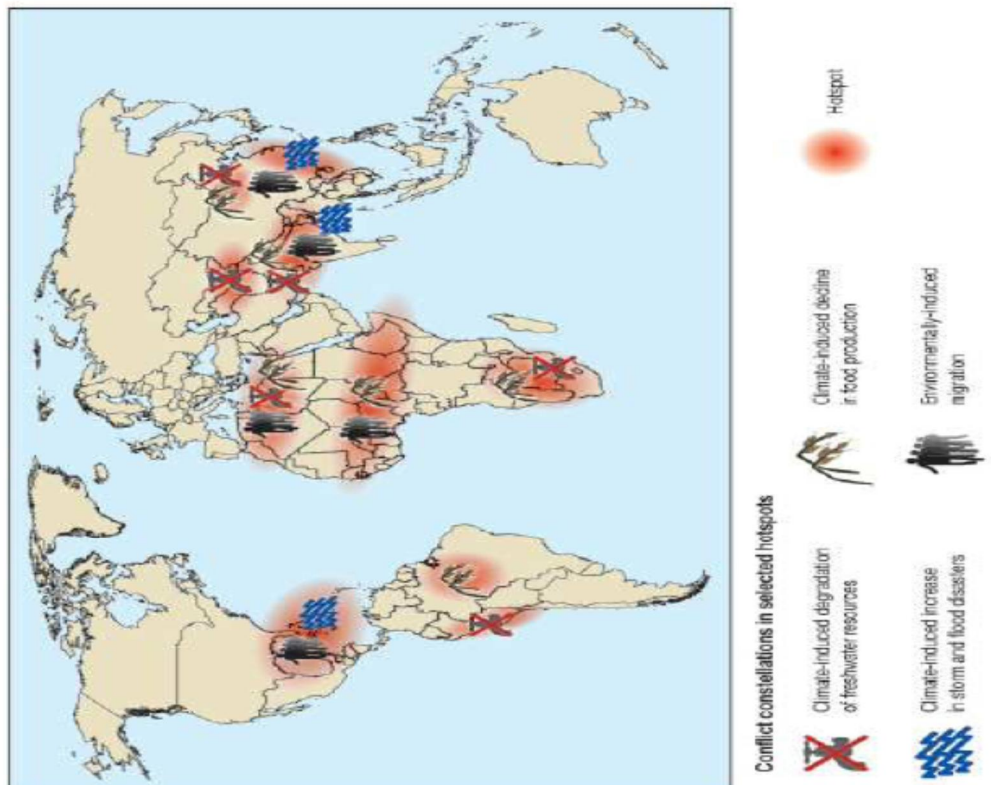 Conflict constellations in selected hotspots
Climate-induced degradation
of freshwater resources
Climate-induced decline
in food production
Hotspot
Climate-induced increase
in storm and flood disasters
Environmentally-induced
migration